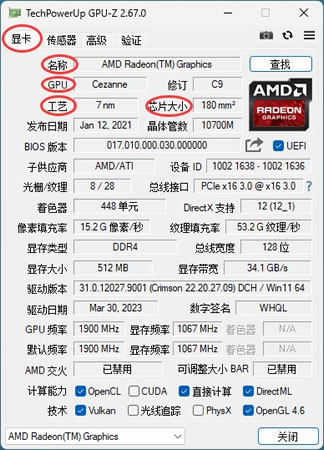 TechPowerUp GPU-Z 2.67.0
显卡 传感器 高级 验证
名称 AMD Radeon(TM) Graphics 查找
GPU Cezanne 修订 C9
工艺 7 nm 芯片大小 180 mm²
AMD
RADEON
GRAPHICS
发布日期 Jan 12, 2021 晶体管数 10700M
BIOS 版本 017.010.000.030.000000 UEFI
子供应商 AMD/ATI 设备 ID 1002 1638 - 1002 1636
光栅/纹理 8 / 28 总线接口 PCIe x16 3.0 @ x16 3.0 ?
着色器 448 单元 DirectX 支持 12 (12_1)
像素填充率 15.2 G 像素/秒 纹理填充率 53.2 G 纹理/秒
显存类型 DDR4 总线宽度 128 位
显存大小 512 MB 显存带宽 34.1 GB/s
驱动版本 31.0.12027.9001 (Crimson 22.20.27.09) DCH / Win11 64
驱动日期 Mar 30, 2023 数字签名 WHQL
GPU 频率 1900 MHz 显存频率 1067 MHz 着色器 N/A
默认频率 1900 MHz 显存频率 1067 MHz 着色器 N/A
AMD 交火 已禁用 可调整大小 BAR 已禁用
计算能力 OpenCL CUDA 直接计算 DirectML
技术 Vulkan 光线追踪 PhysX OpenGL 4.6
AMD Radeon(TM) Graphics 关闭